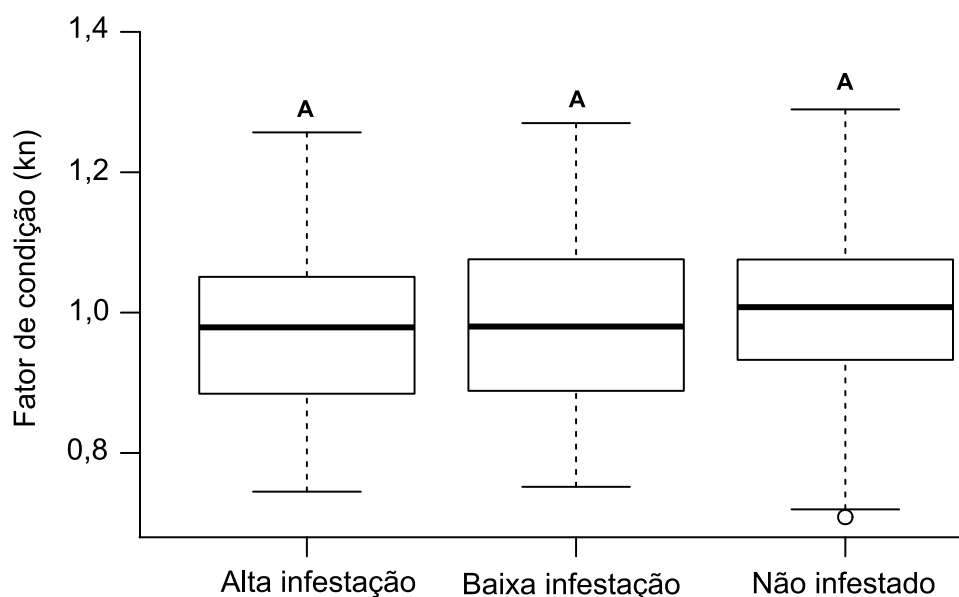 1,4
1,2
1,0
0,8
Fator de condição (kn)
A
A
A
Alta infestação
Baixa infestação
Não infestado